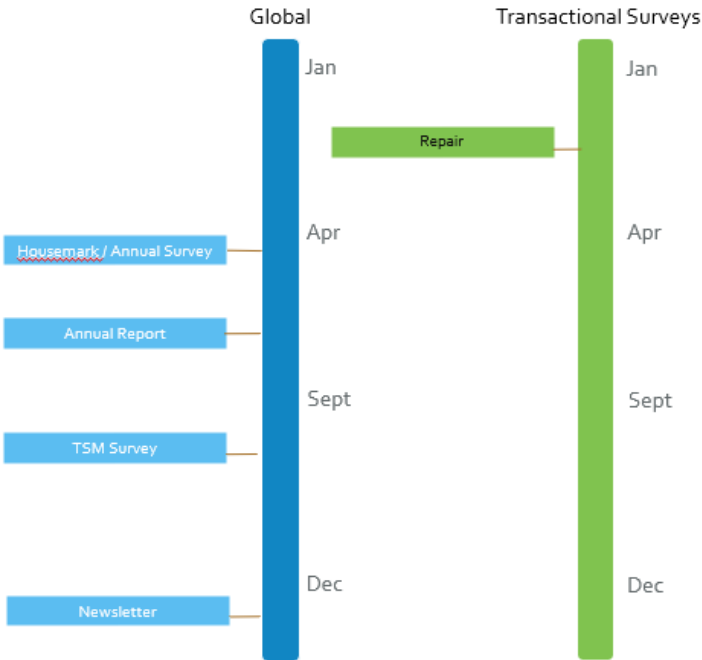 Global
Transactional Surveys
Jan
Jan
Repair
Apr
Apr
Housemark / Annual Survey
Annual Report
Sept
Sept
TSM Survey
Dec
Dec
Newsletter